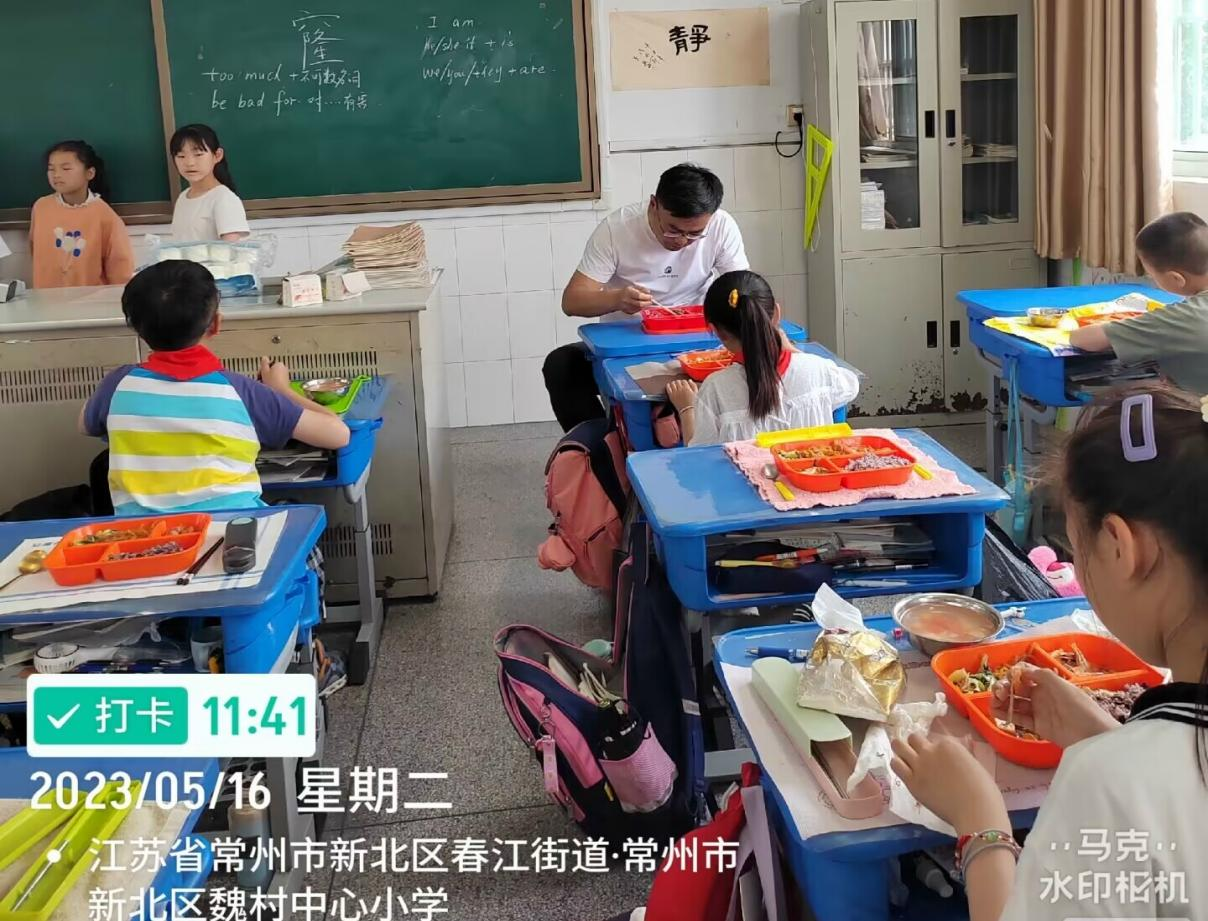 隆
too much + 不可数名词
be bad for 对……有害
I am
He/she it + is
we/you/they + are
靜
打卡 11:41
2023/05/16 星期二
江苏省常州市新北区春江街道·常州市
新北区魏村中心小学
马克
水印相机